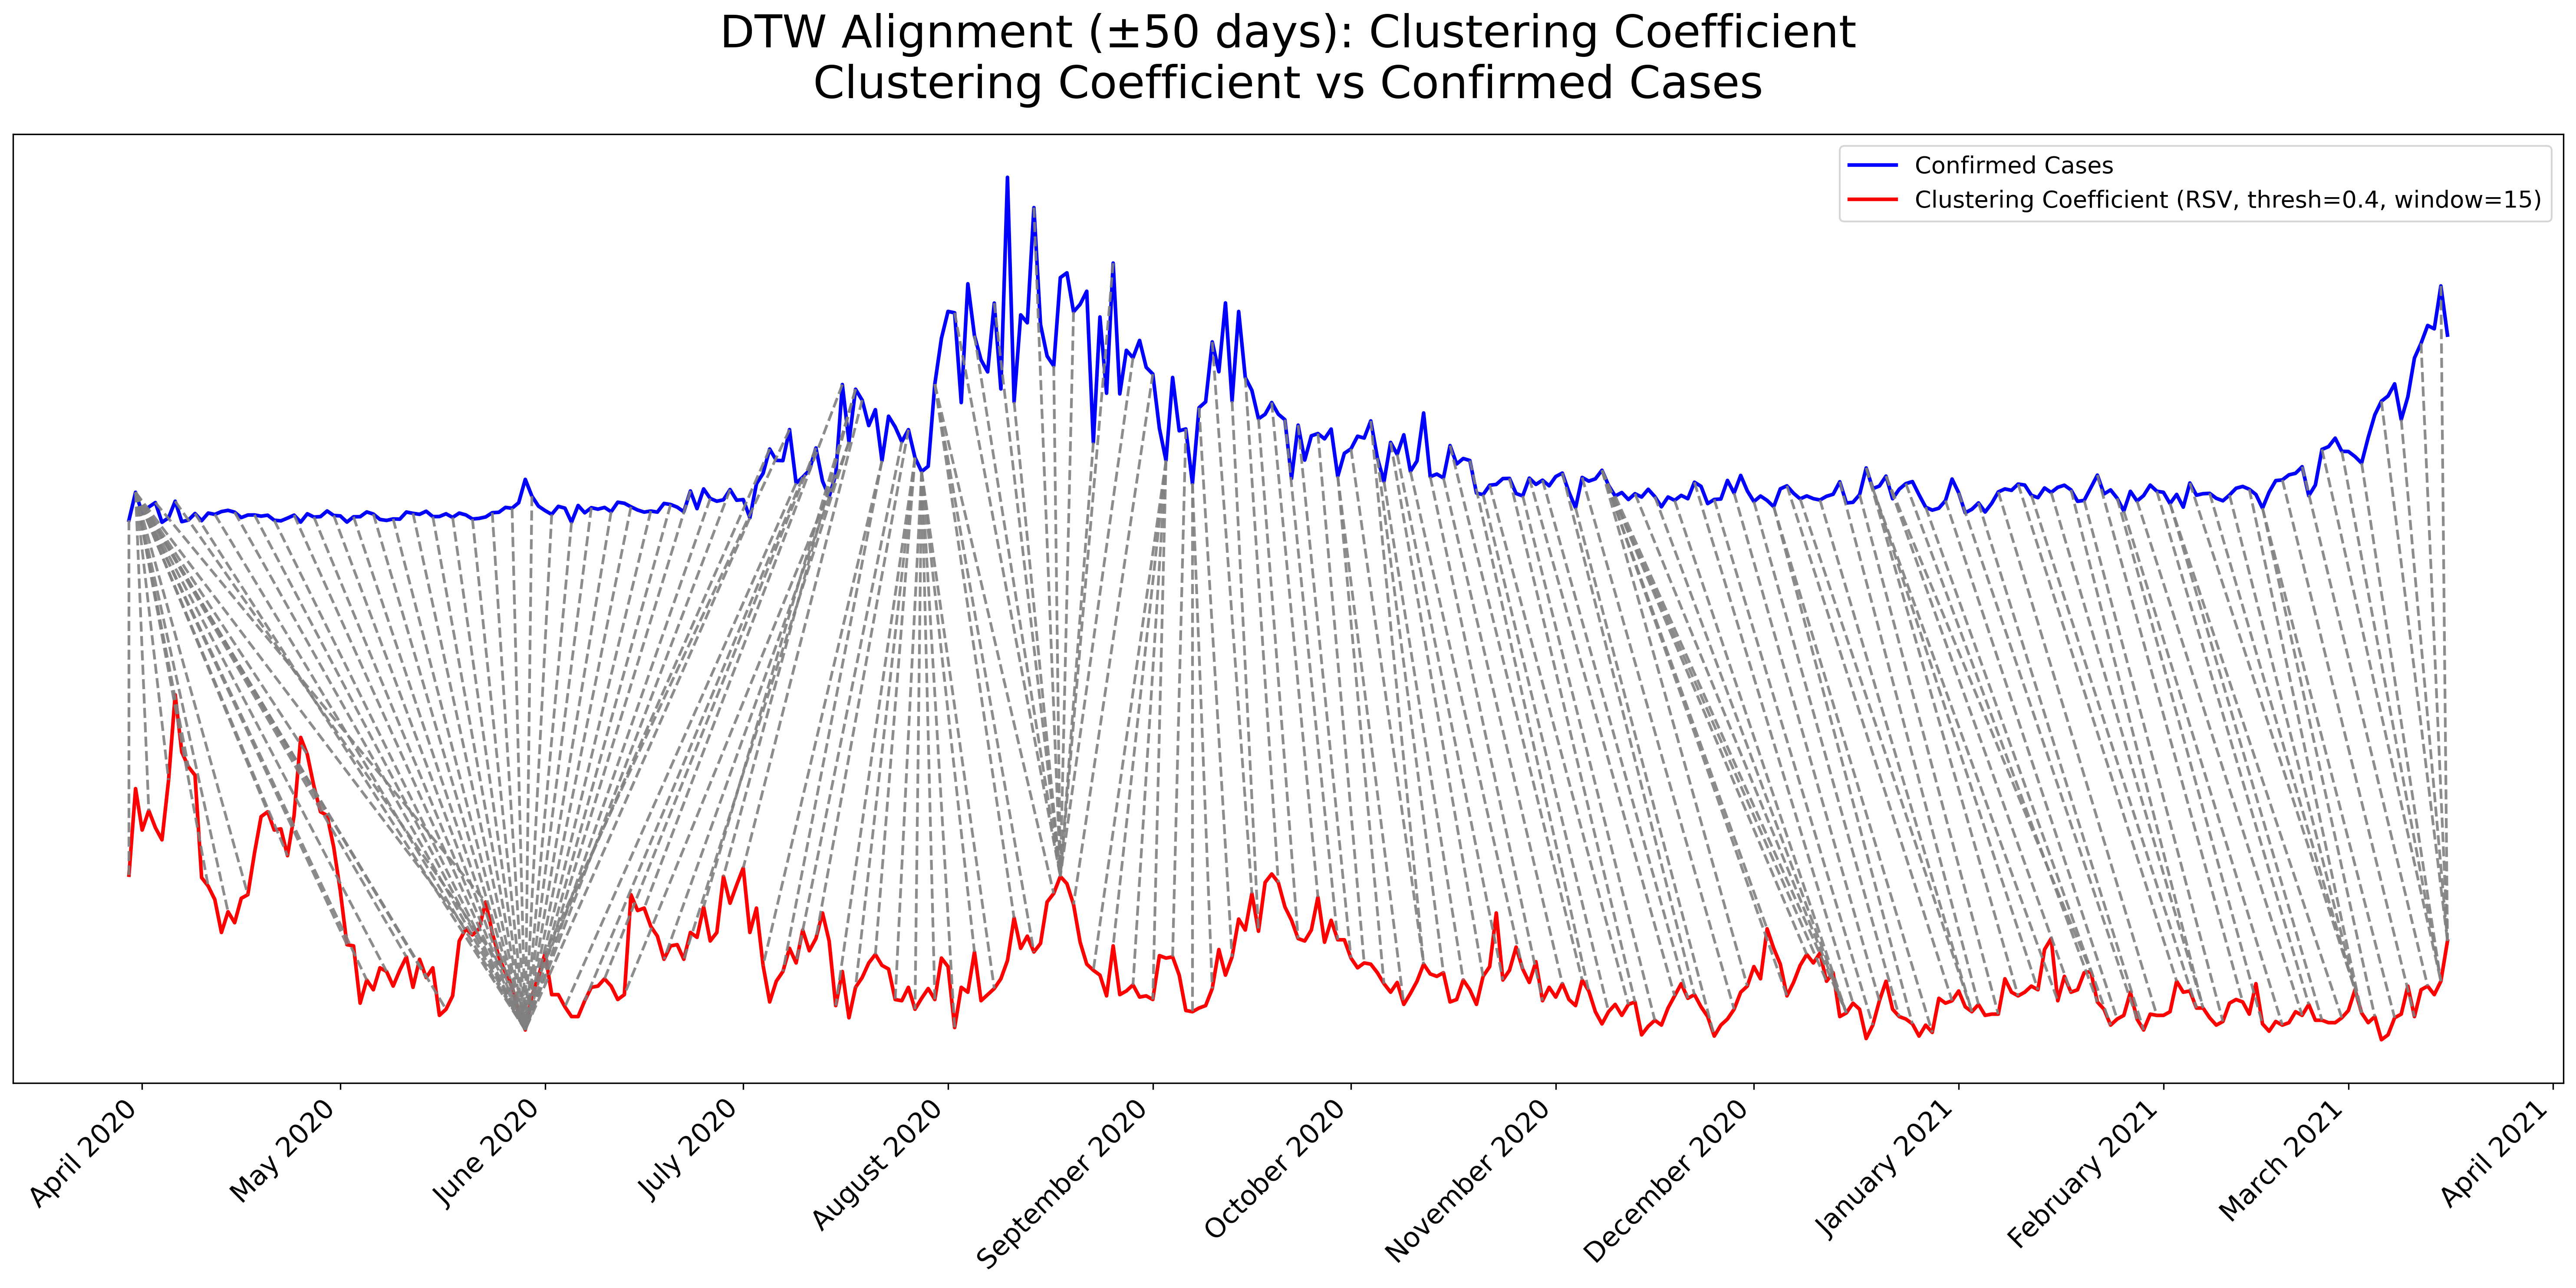 DTW Alignment (±50 days): Clustering Coefficient
Clustering Coefficient vs Confirmed Cases
Confirmed Cases
Clustering Coefficient (RSV, thresh=0.4, window=15)
April 2020
May 2020
June 2020
July 2020
August 2020
September 2020
October 2020
November 2020
December 2020
January 2021
February 2021
March 2021
April 2021